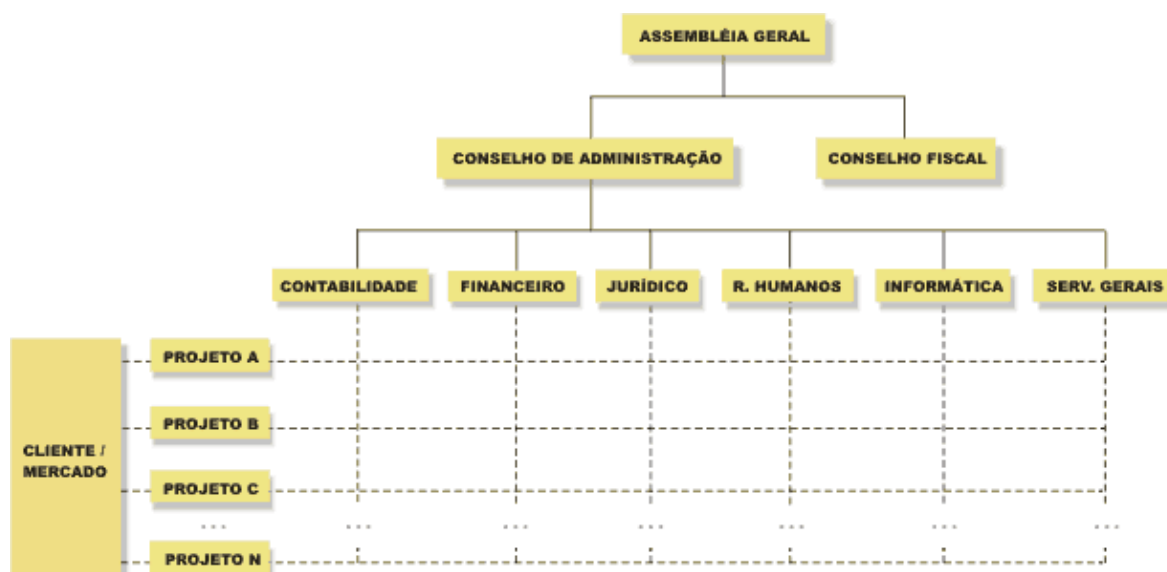 ASSEMBLÉIA GERAL
CONSELHO DE ADMINISTRAÇÃO
CONSELHO FISCAL
CONTABILIDADE
FINANCEIRO
JURÍDICO
R. HUMANOS
INFORMÁTICA
SERV. GERAIS
CLIENTE /
MERCADO
PROJETO A
PROJETO B
PROJETO C
... ... ... ... ... ... ...
PROJETO N